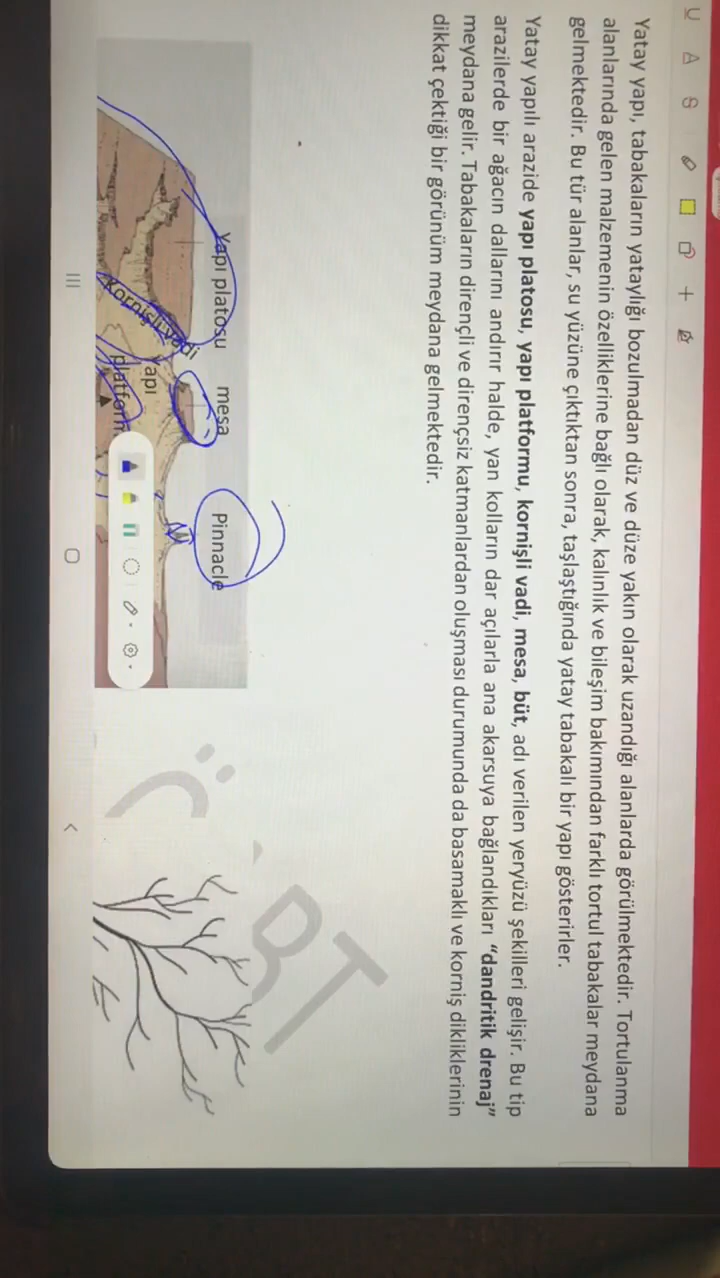 Yatay yapı, tabakaların yataylığı bozulmadan düz ve düze yakın olarak uzandığı alanlarda görülmektedir. Tortulanma
alanlarında gelen malzemenin özelliklerine bağlı olarak, kalınlık ve bileşim bakımından farklı tortul tabakalar meydana
gelmektedir. Bu tür alanlar, su yüzüne çıktıktan sonra, taşlaştığında yatay tabakalı bir yapı gösterirler.
Yatay yapılı arazide yapı platosu, yapı platformu, kornişli vadi, mesa, büt, adı verilen yeryüzü şekilleri gelişir. Bu tip
arazilerde bir ağacın dallarını andırır halde, yan kolların dar açılarla ana akarsuya bağlandıkları “dandritik drenaj”
meydana gelir. Tabakaların dirençli ve dirençsiz katmanlardan oluşması durumunda da basamaklı ve korniş dikliklerinin
dikkat çektiği bir görünüm meydana gelmektedir.
Yapı platosu
mesa
Pinnacle
Kornişli vadi
Yapı
platform